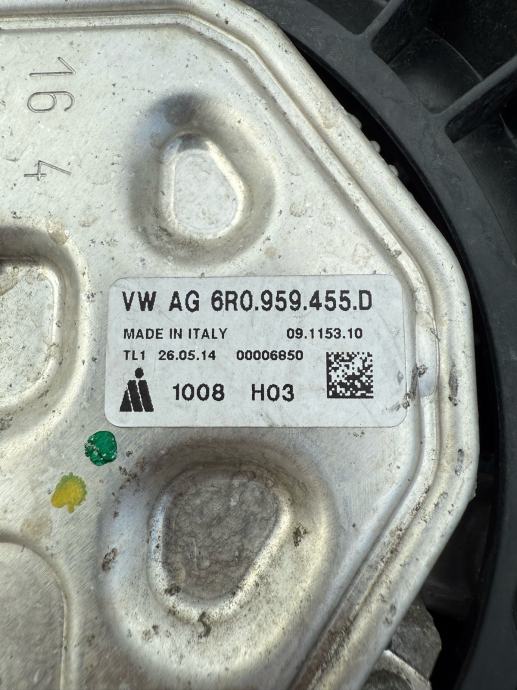 16
4
VW AG 6R0.959.455.D
MADE IN ITALY 09.1153.10
TL1 26.05.14 00006850
1008 H03